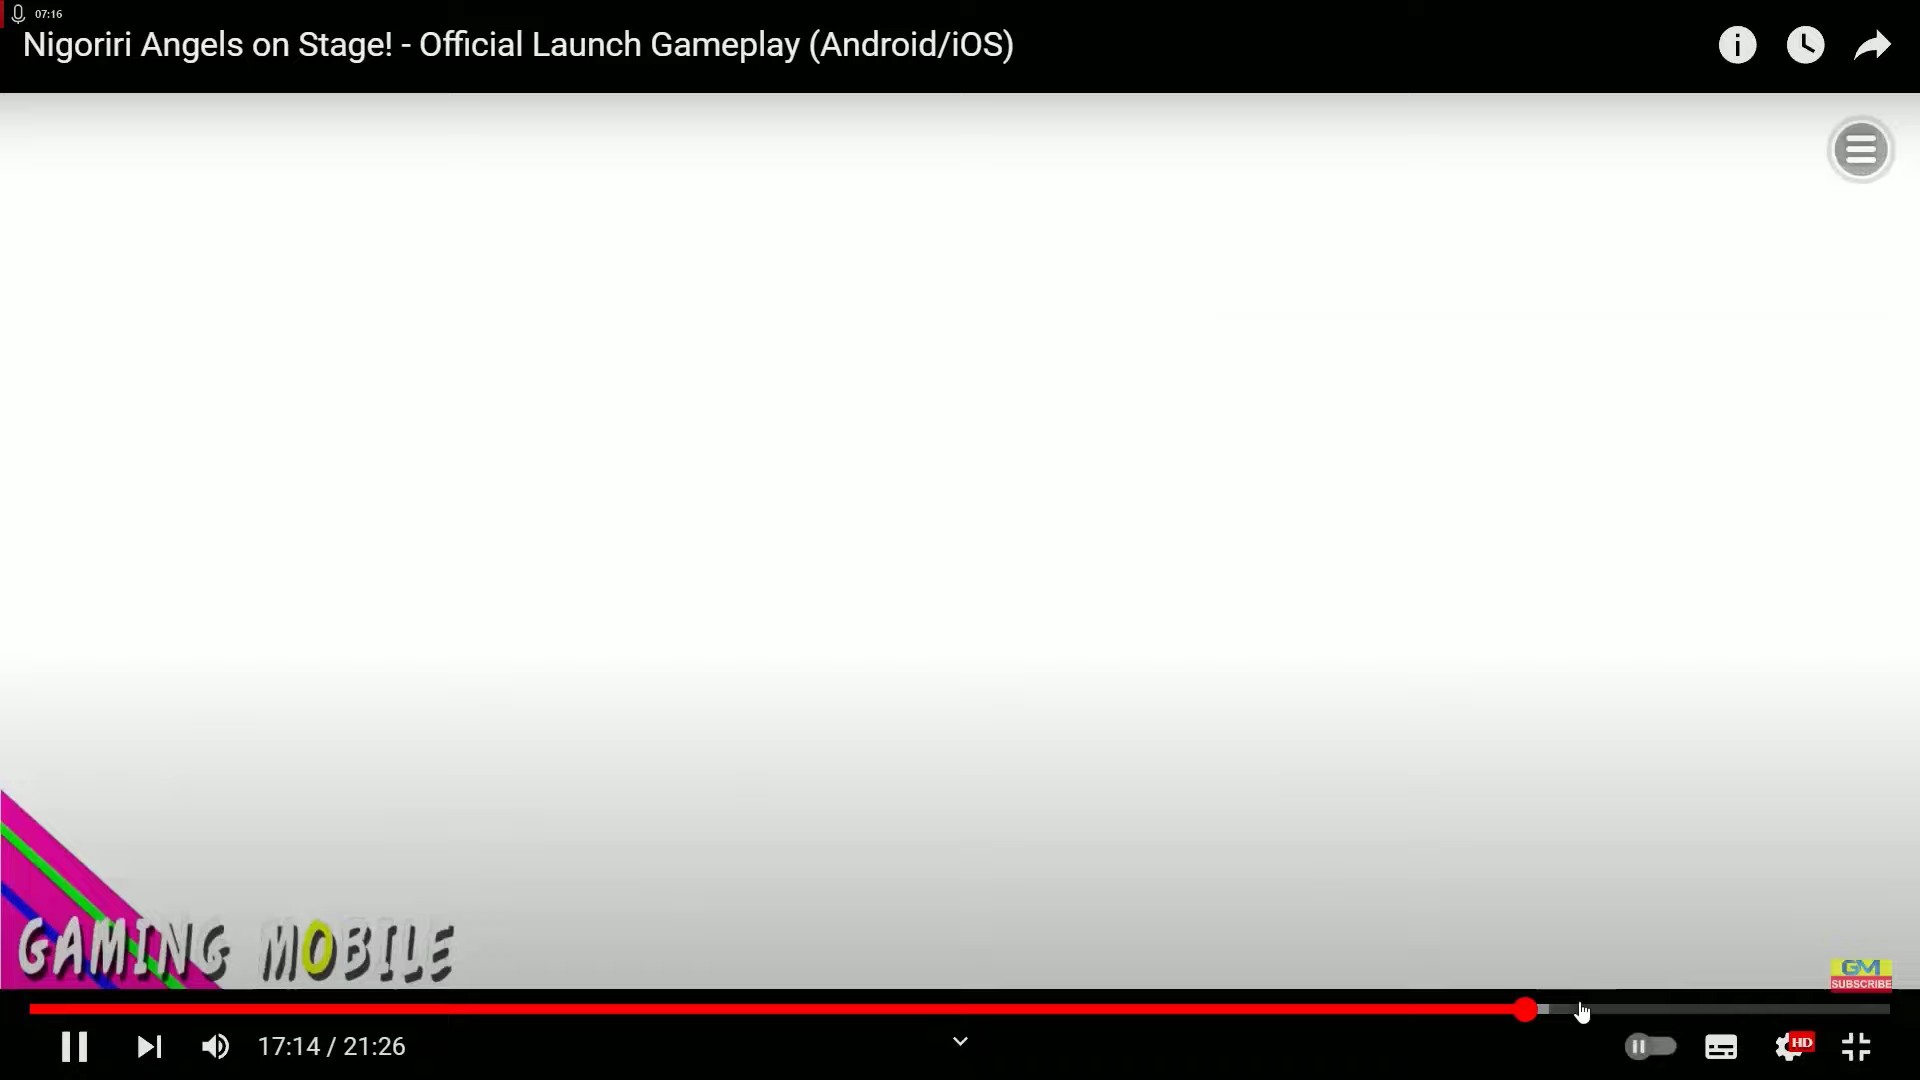 07:16
Nigoriri Angels on Stage! - Official Launch Gameplay (Android/iOS)
GAMING MOBILE
GM
SUBSCRIBE
17:14 / 21:26
HD